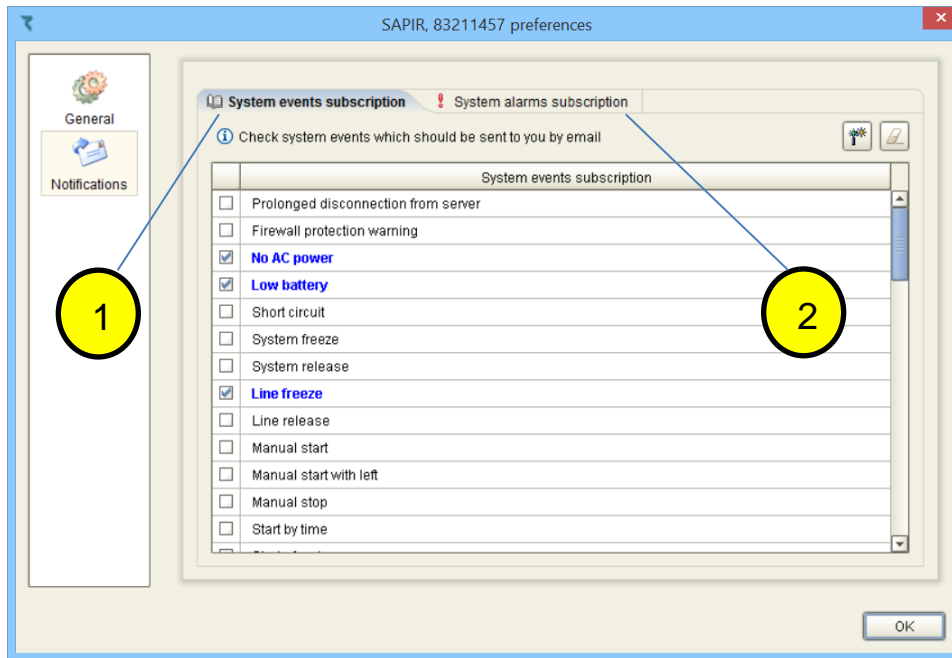 SAPIR, 83211457 preferences
General
Notifications
System events subscription
System alarms subscription
Check system events which should be sent to you by email
System events subscription
Prolonged disconnection from server
Firewall protection warning
No AC power
Low battery
Short circuit
System freeze
System release
Line freeze
Line release
Manual start
Manual start with left
Manual stop
Start by time
1
2
OK